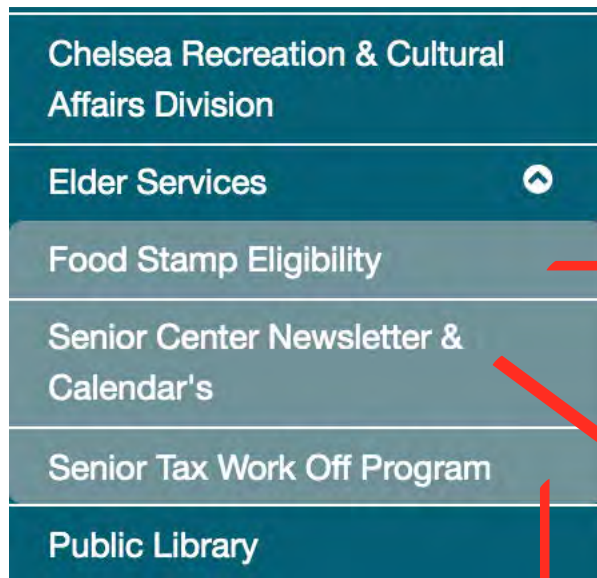 Chelsea Recreation & Cultural
Affairs Division
Elder Services
Food Stamp Eligibility
Senior Center Newsletter &
Calendar's
Senior Tax Work Off Program
Public Library